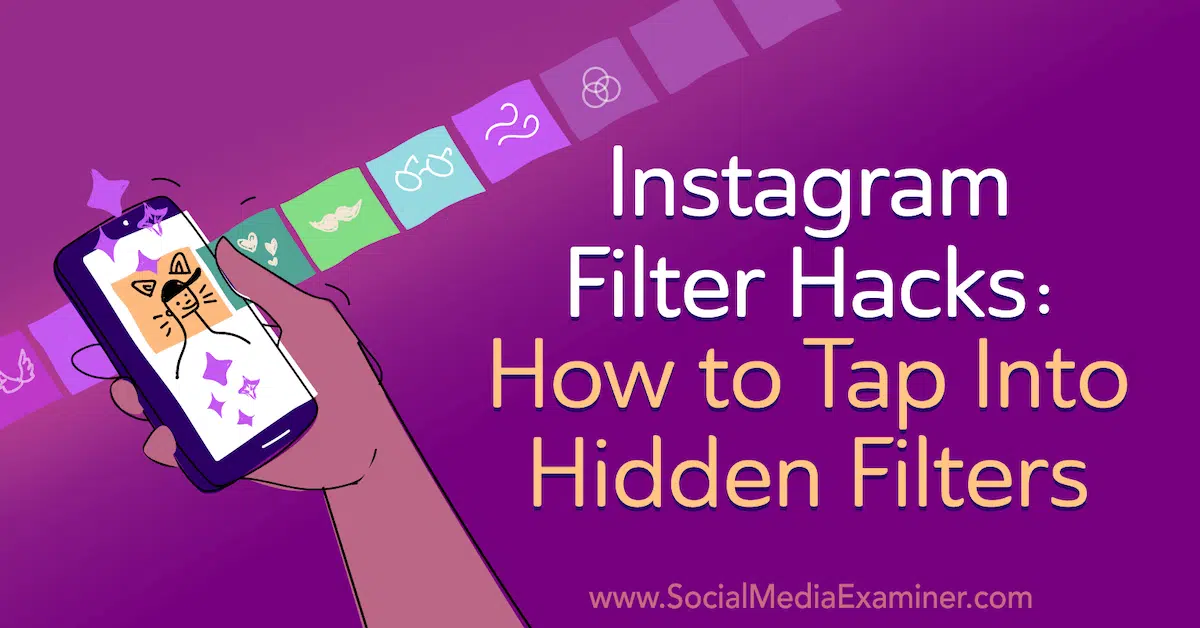 Instagram
Filter Hacks:
How to Tap Into
Hidden Filters
www.SocialMediaExaminer.com